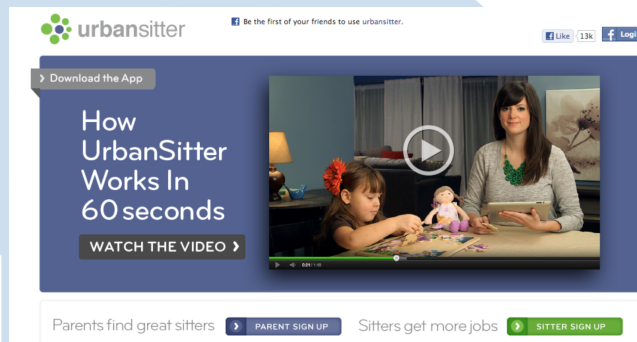 urbansitter
Be the first of your friends to use urbansitter.
Like 13k
Logi
Download the App
How
UrbanSitter
Works In
60 seconds
WATCH THE VIDEO
Parents find great sitters PARENT SIGN UP Sitters get more jobs SITTER SIGN UP